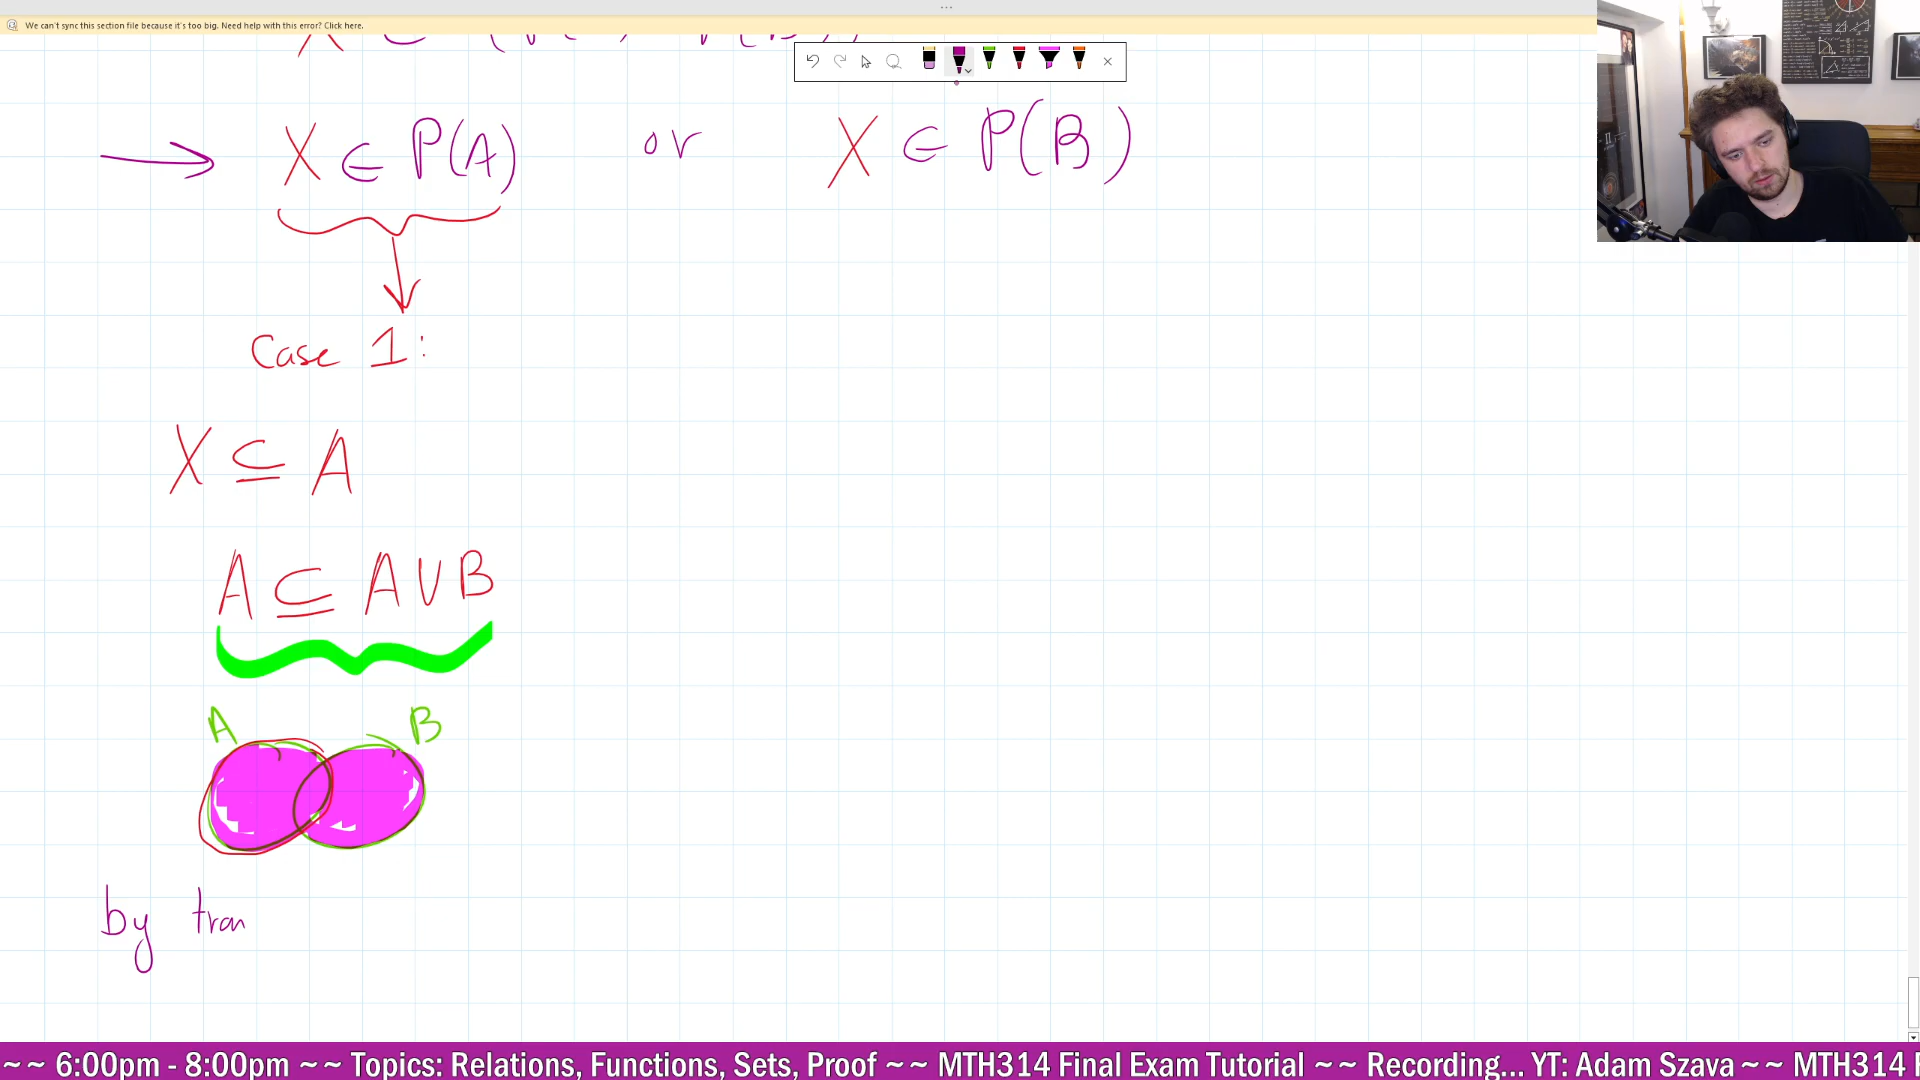 We can't sync this section file because it's too big. Need help with this error? Click here.
→ X ∈ P(A) or X ∈ P(B)
Case 1:
X ⊆ A
A ⊆ A ∪ B
A B
by tran
~~ 6:00pm - 8:00pm ~~ Topics: Relations, Functions, Sets, Proof ~~ MTH314 Final Exam Tutorial ~~ Recording... YT: Adam Szava ~~ MTH314 F